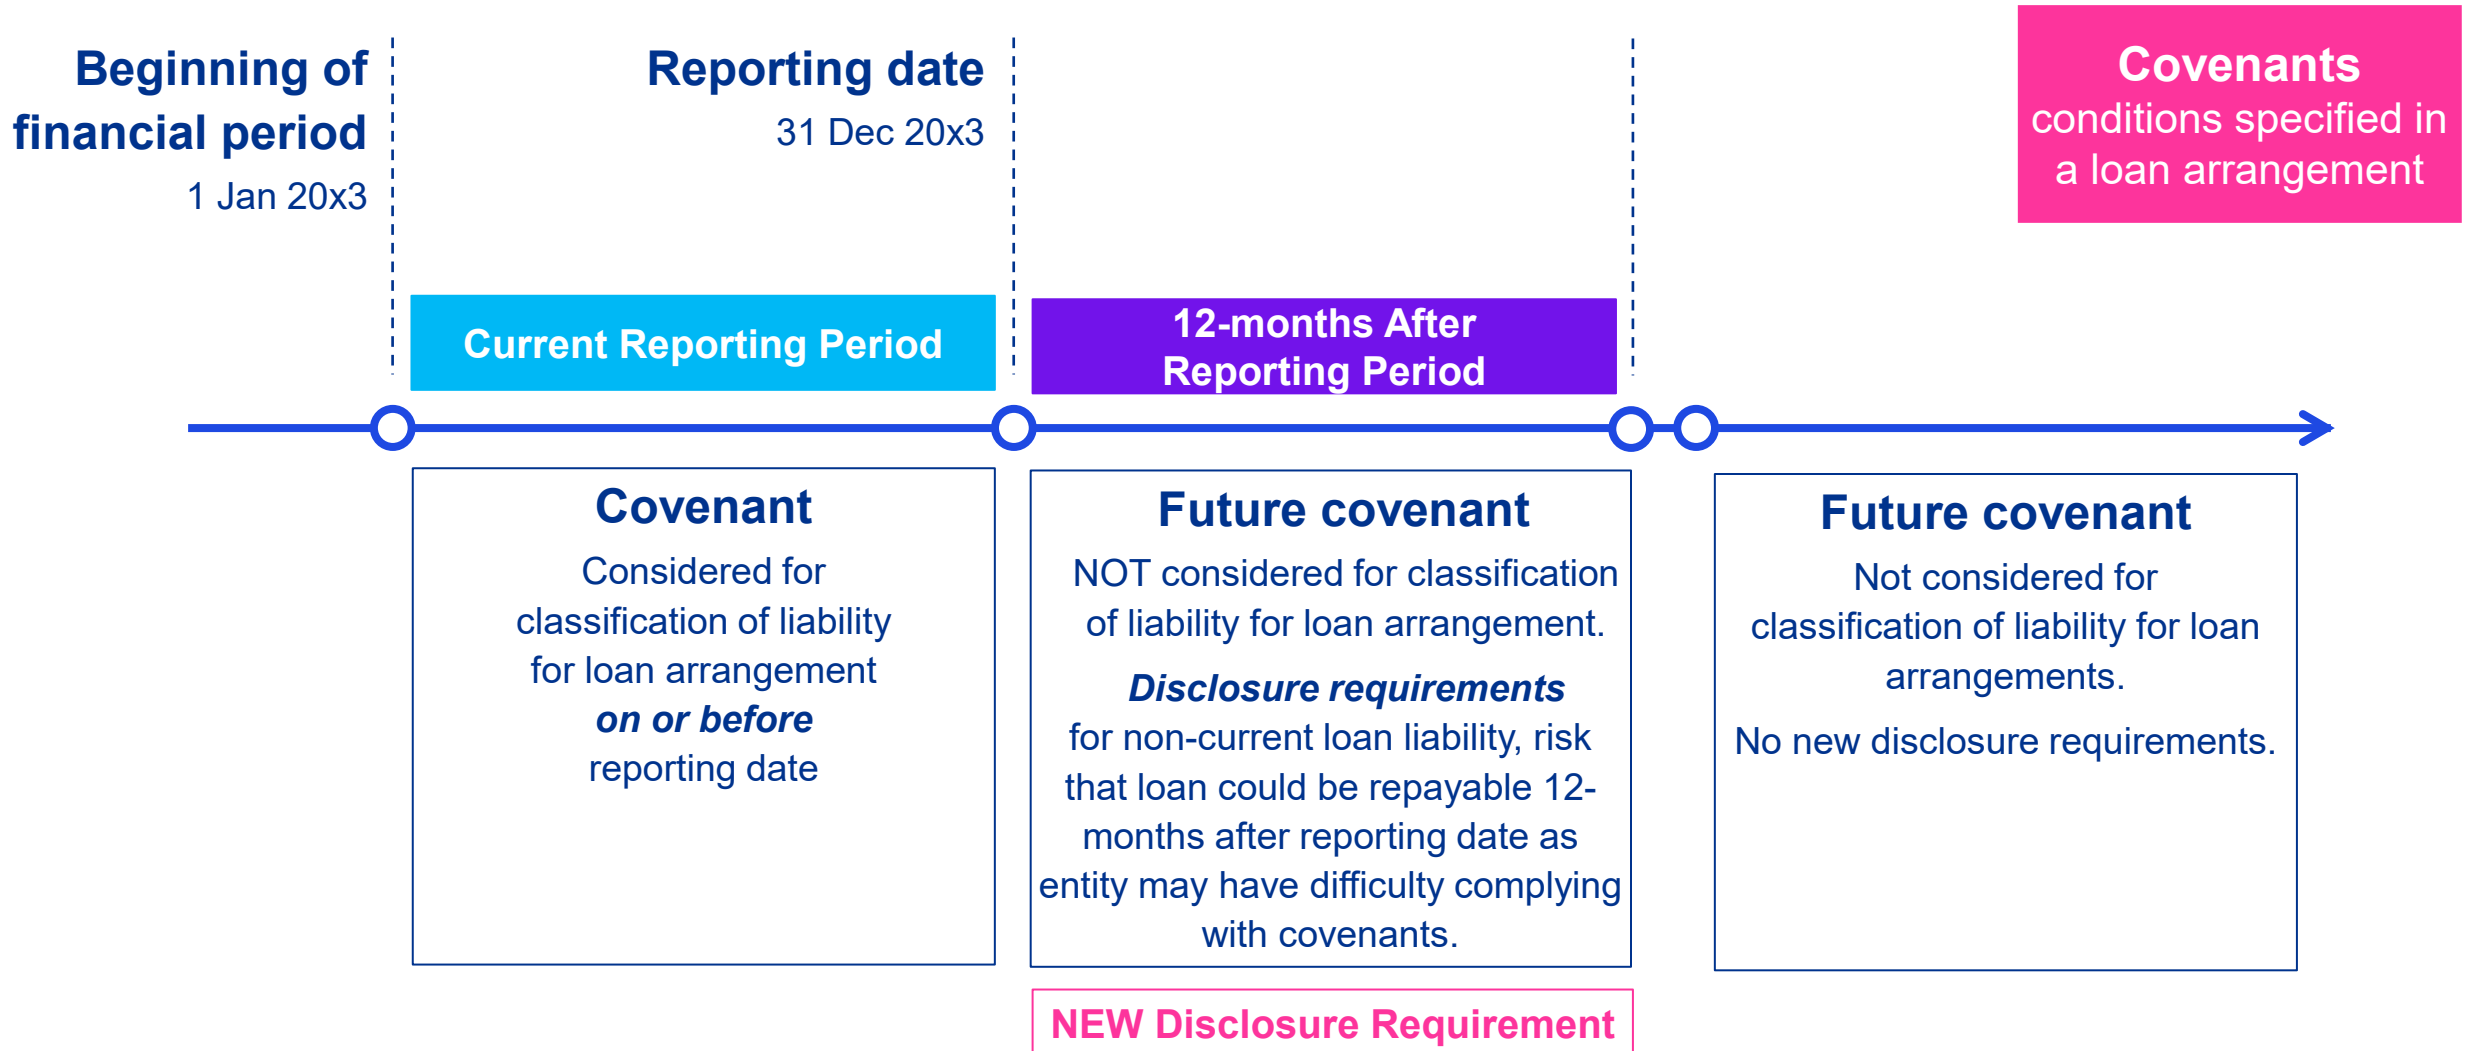 Beginning of
financial period
1 Jan 20x3
Reporting date
31 Dec 20x3
Covenants
conditions specified in
a loan arrangement
Current Reporting Period
12-months After
Reporting Period
Covenant
Considered for
classification of liability
for loan arrangement
on or before
reporting date
Future covenant
NOT considered for classification
of liability for loan arrangement.
Disclosure requirements
for non-current loan liability, risk
that loan could be repayable 12-
months after reporting date as
entity may have difficulty complying
with covenants.
NEW Disclosure Requirement
Future covenant
Not considered for
classification of liability for loan
arrangements.
No new disclosure requirements.